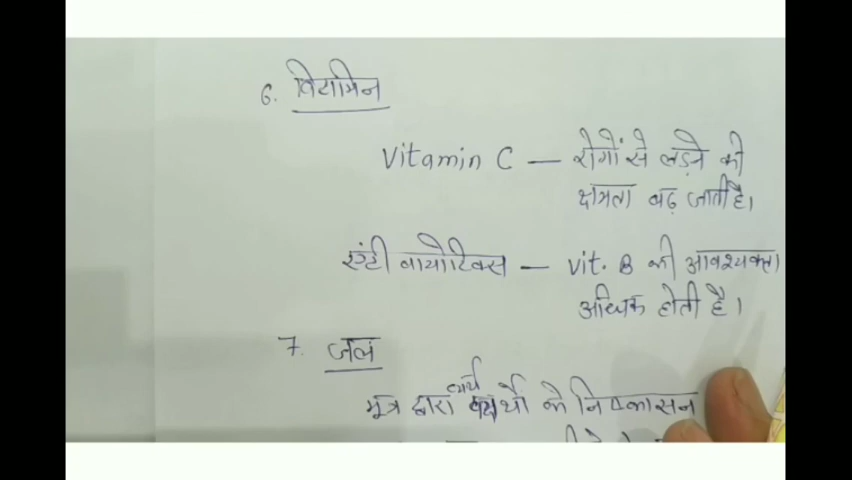 6. विटामिन
Vitamin C — रोगों से लड़ने की
क्षमता बढ़ जाती है।
एंटी बायोटिक्स — Vit. B की आवश्यकता
अधिक होती है।
7. जल
मूत्र द्वारा व्यर्थ के निष्कासन